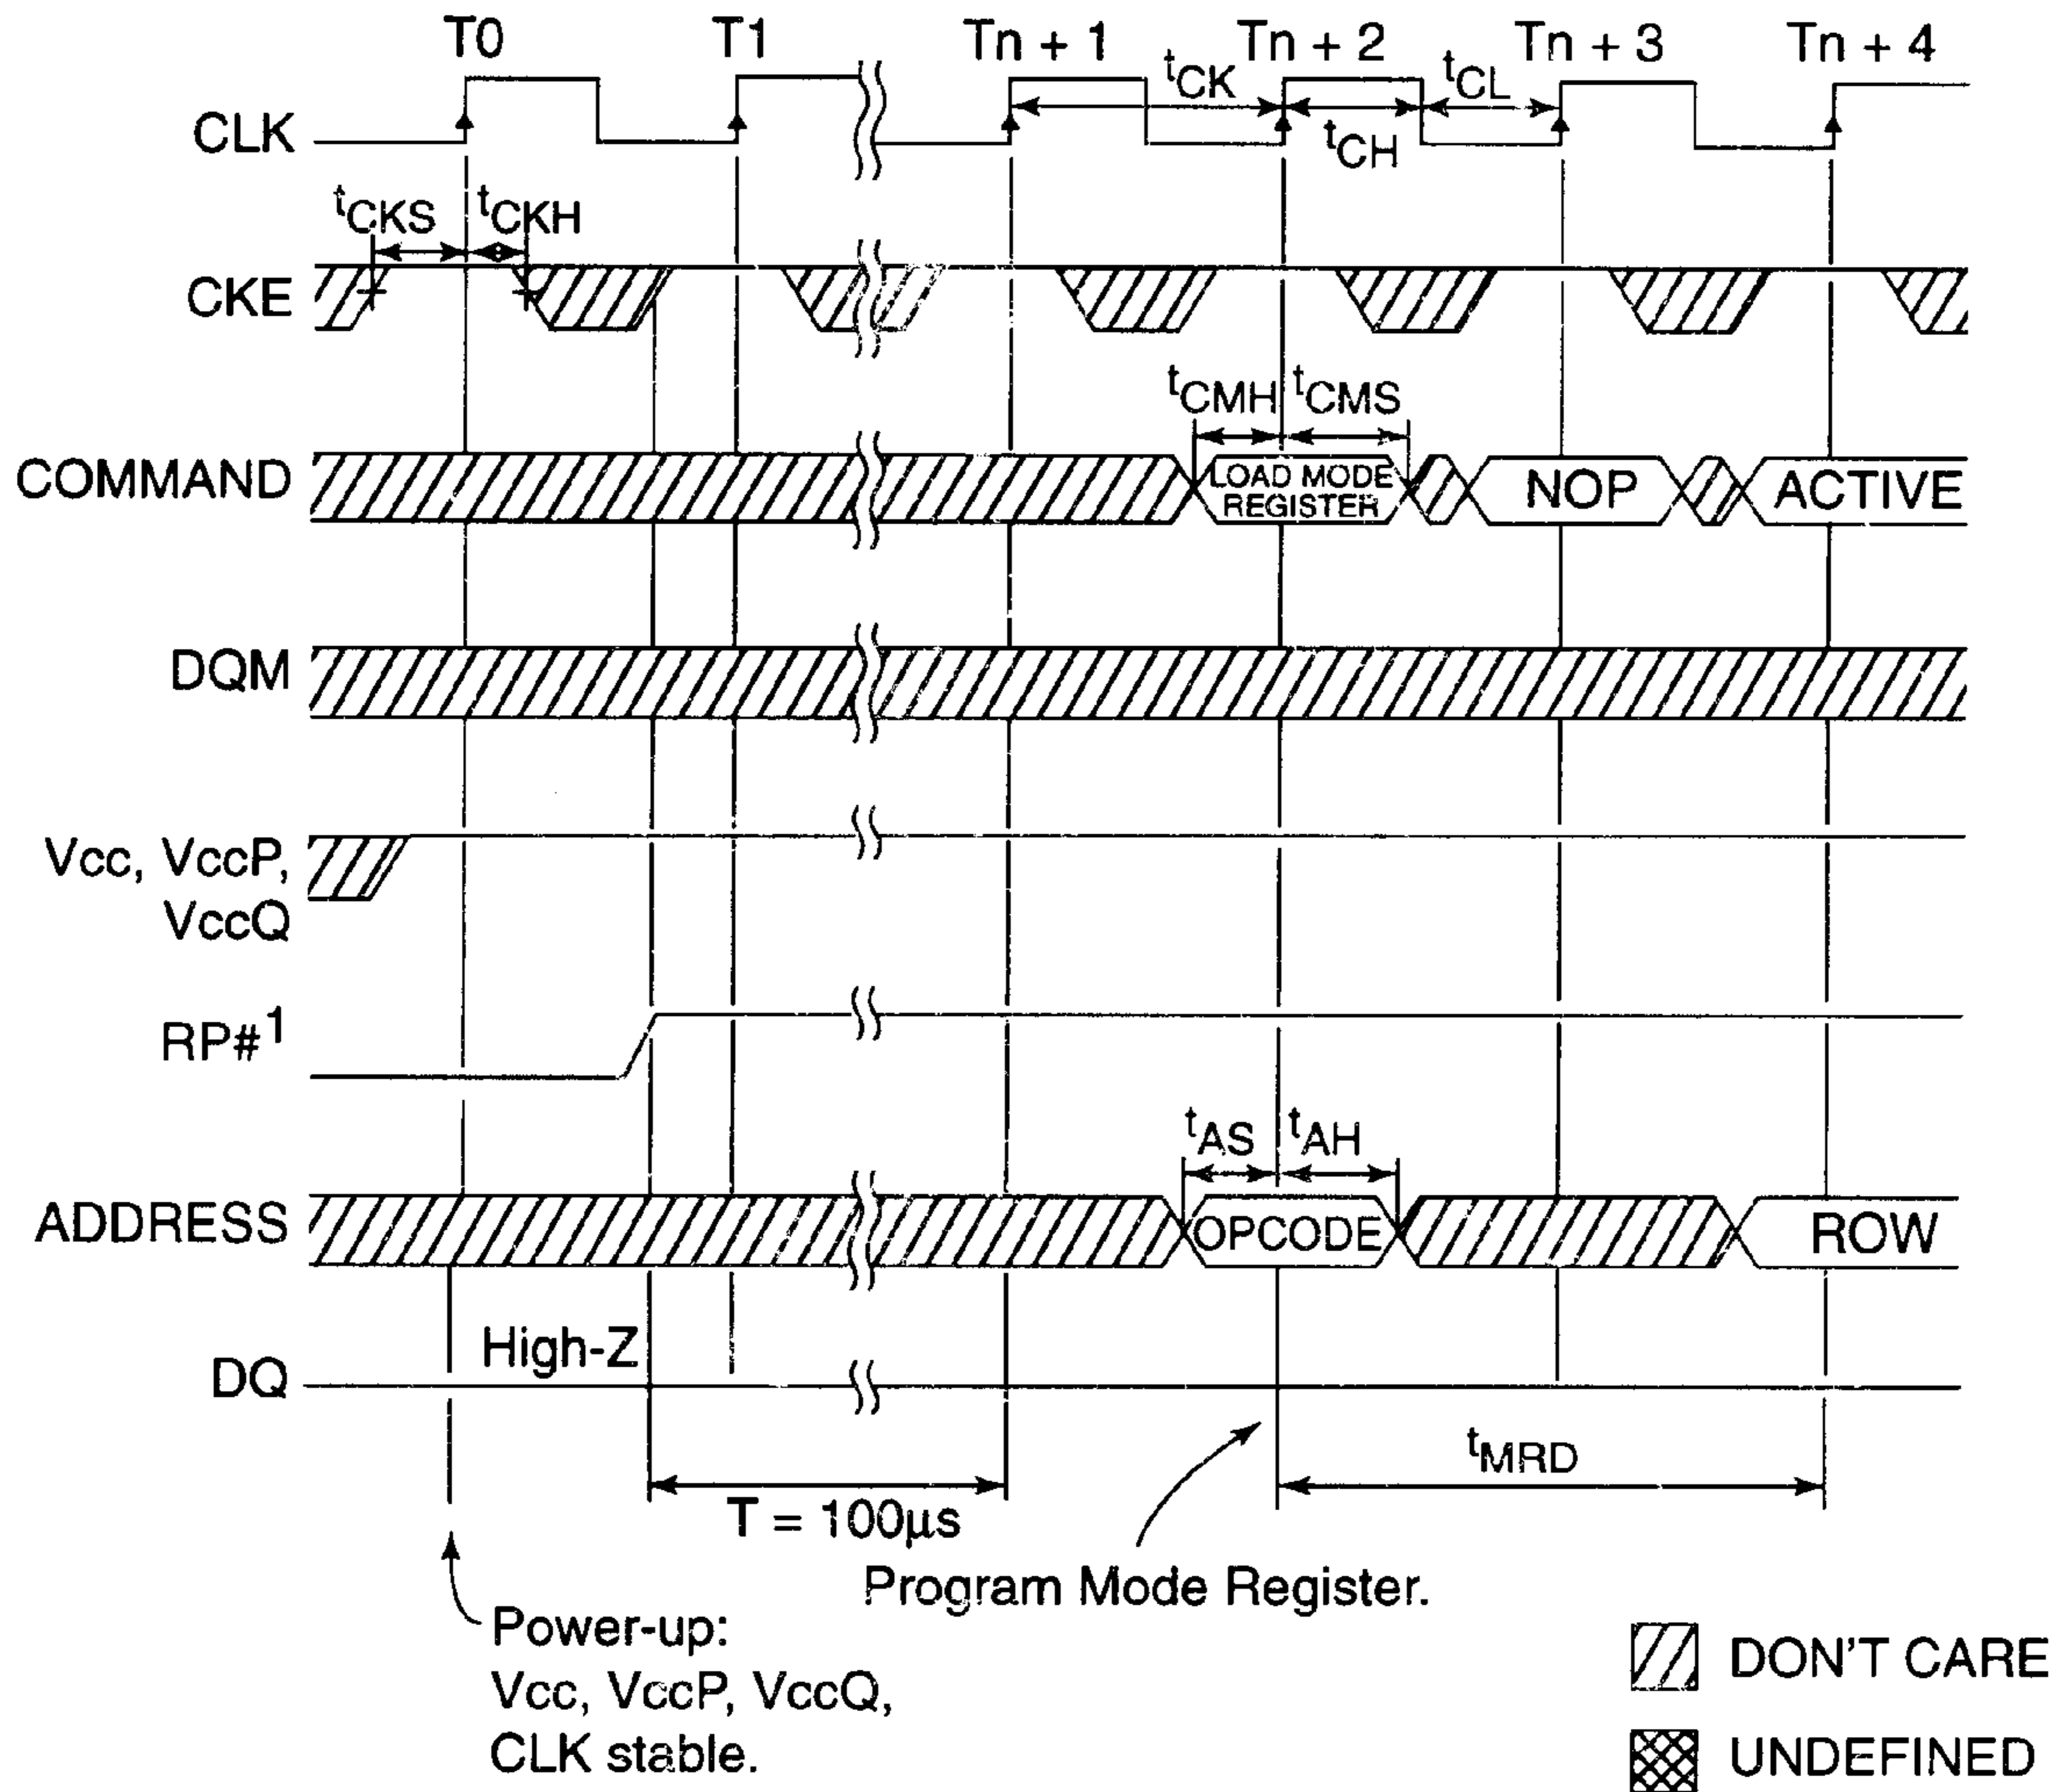 T0 T1 Tn + 1 Tn + 2 Tn + 3 Tn + 4
tCK tCL
CLK
tCH
tCKS tCKH
CKE
tCMH tCMS
COMMAND
LOAD MODE
REGISTER
NOP
ACTIVE
DQM
Vcc, VccP,
VccQ
RP#1
tAS tAH
ADDRESS
OPCODE
ROW
High-Z
DQ
tMRD
T = 100µs
Program Mode Register.
Power-up:
Vcc, VccP, VccQ,
CLK stable.
DON'T CARE
UNDEFINED